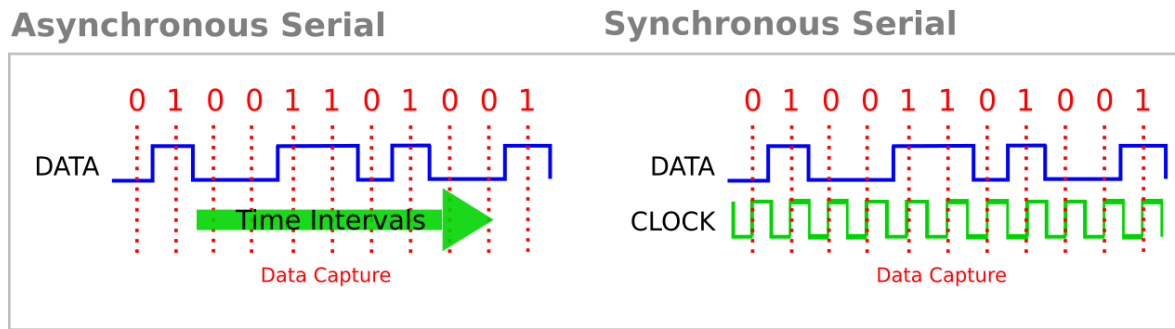 Asynchronous Serial
Synchronous Serial
0 1 0 0 1 1 0 1 0 0 1
DATA
Time Intervals
Data Capture
0 1 0 0 1 1 0 1 0 0 1
DATA
CLOCK
Data Capture